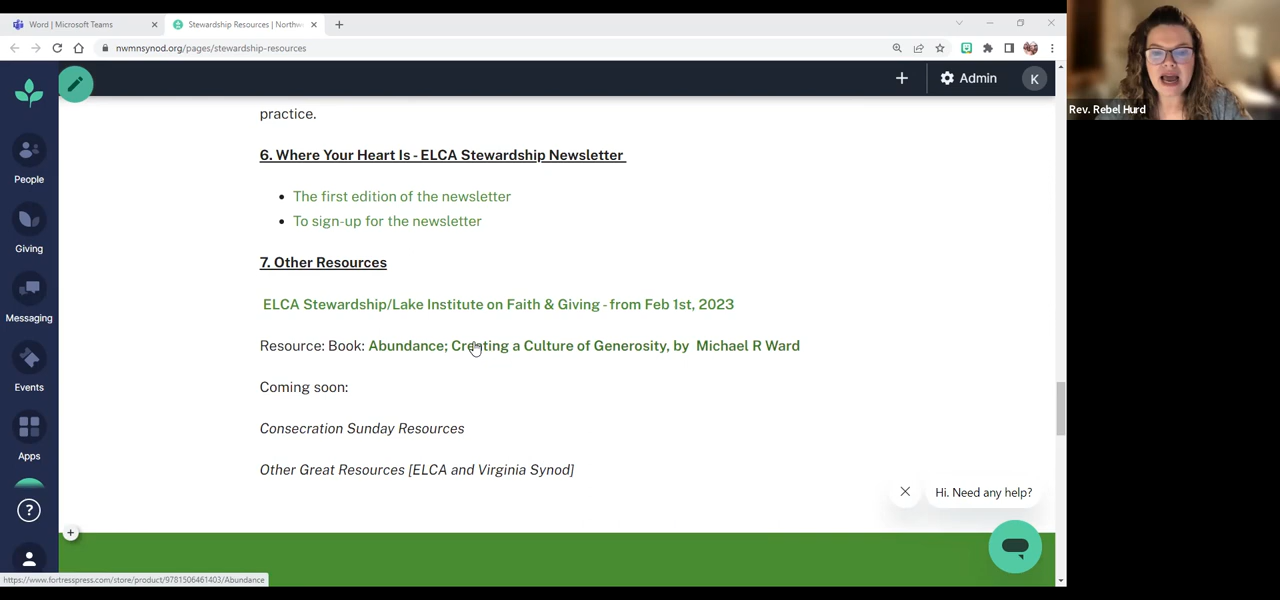 Word | Microsoft Teams
Stewardship Resources | Northw
nwmnsynod.org/pages/stewardship-resources
Admin
K
Rev. Rebel Hurd
practice.
6. Where Your Heart Is - ELCA Stewardship Newsletter
The first edition of the newsletter
To sign-up for the newsletter
7. Other Resources
ELCA Stewardship/Lake Institute on Faith & Giving - from Feb 1st, 2023
Resource: Book: Abundance; Creating a Culture of Generosity, by Michael R Ward
Coming soon:
Consecration Sunday Resources
Other Great Resources [ELCA and Virginia Synod]
People
Giving
Messaging
Events
Apps
?
Hi. Need any help?
https://www.fortresspress.com/store/product/9781506461403/Abundance